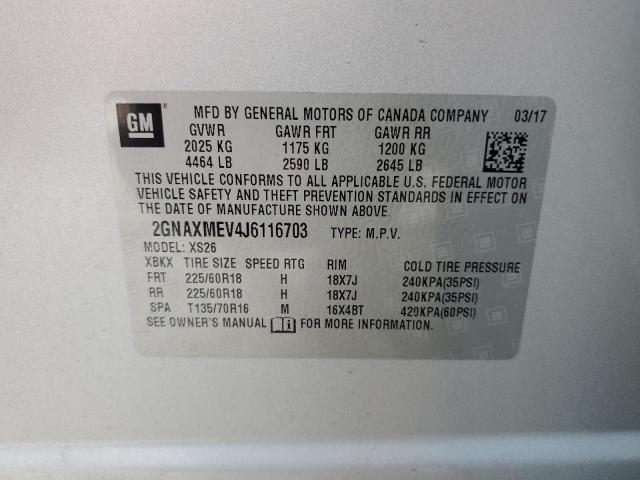 GM ®
MFD BY GENERAL MOTORS OF CANADA COMPANY 03/17
GVWR GAWR FRT GAWR RR
2025 KG 1175 KG 1200 KG
4464 LB 2590 LB 2645 LB
THIS VEHICLE CONFORMS TO ALL APPLICABLE U.S. FEDERAL MOTOR
VEHICLE SAFETY AND THEFT PREVENTION STANDARDS IN EFFECT ON
DATE OF MANUFACTURE SHOWN ABOVE.
2GNAXMEV4J6116703 TYPE: M.P.V.
MODEL: XS26
XBKX TIRE SIZE SPEED RTG RIM COLD TIRE PRESSURE
FRT 225/60R18 H 18X7J 240KPA(35PSI)
RR 225/60R18 H 18X7J 240KPA(35PSI)
SPA T135/70R16 M 16X4BT 420KPA(60PSI)
SEE OWNER'S MANUAL FOR MORE INFORMATION.